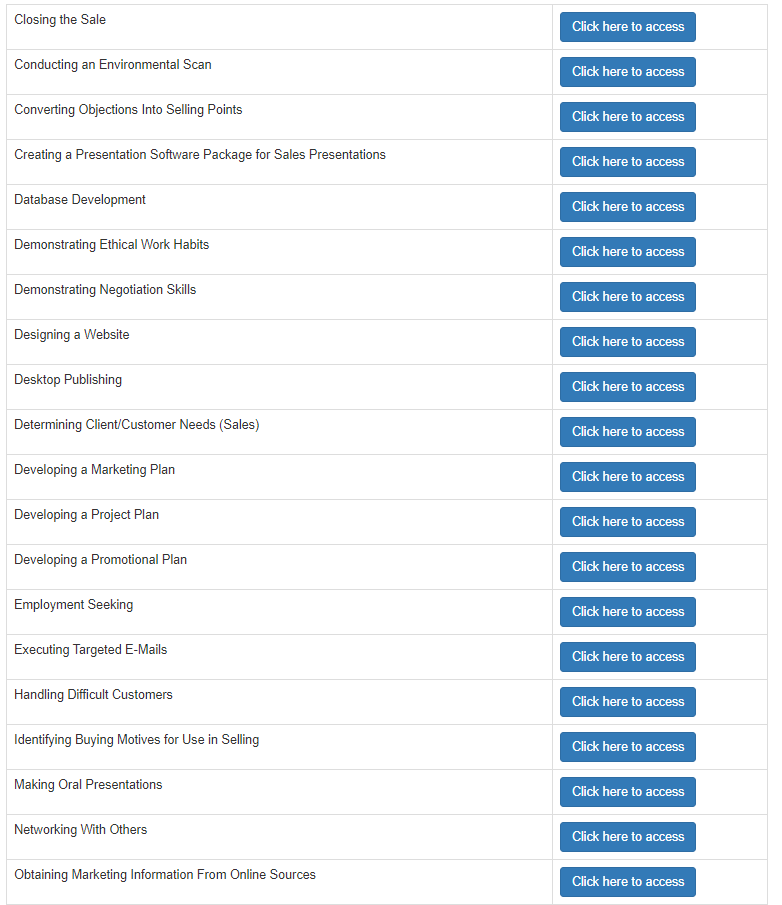 Closing the Sale
Click here to access
Conducting an Environmental Scan
Click here to access
Converting Objections Into Selling Points
Click here to access
Creating a Presentation Software Package for Sales Presentations
Click here to access
Database Development
Click here to access
Demonstrating Ethical Work Habits
Click here to access
Demonstrating Negotiation Skills
Click here to access
Designing a Website
Click here to access
Desktop Publishing
Click here to access
Determining Client/Customer Needs (Sales)
Click here to access
Developing a Marketing Plan
Click here to access
Developing a Project Plan
Click here to access
Developing a Promotional Plan
Click here to access
Employment Seeking
Click here to access
Executing Targeted E-Mails
Click here to access
Handling Difficult Customers
Click here to access
Identifying Buying Motives for Use in Selling
Click here to access
Making Oral Presentations
Click here to access
Networking With Others
Click here to access
Obtaining Marketing Information From Online Sources
Click here to access